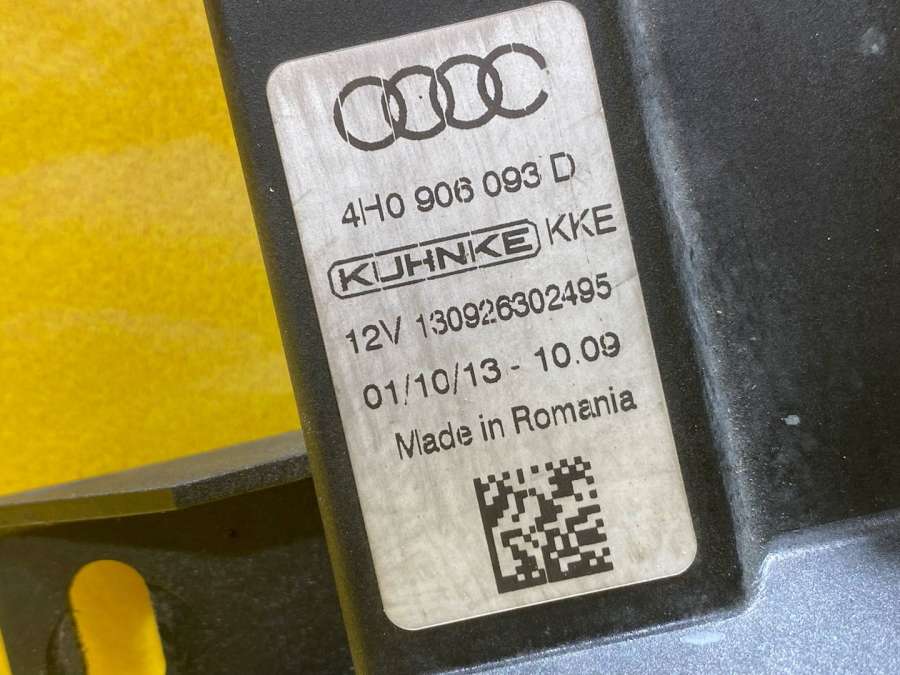 4H0 906 093 D
KUHNKE KKE
12V 130926302495
01/10/13 - 10.09
Made in Romania